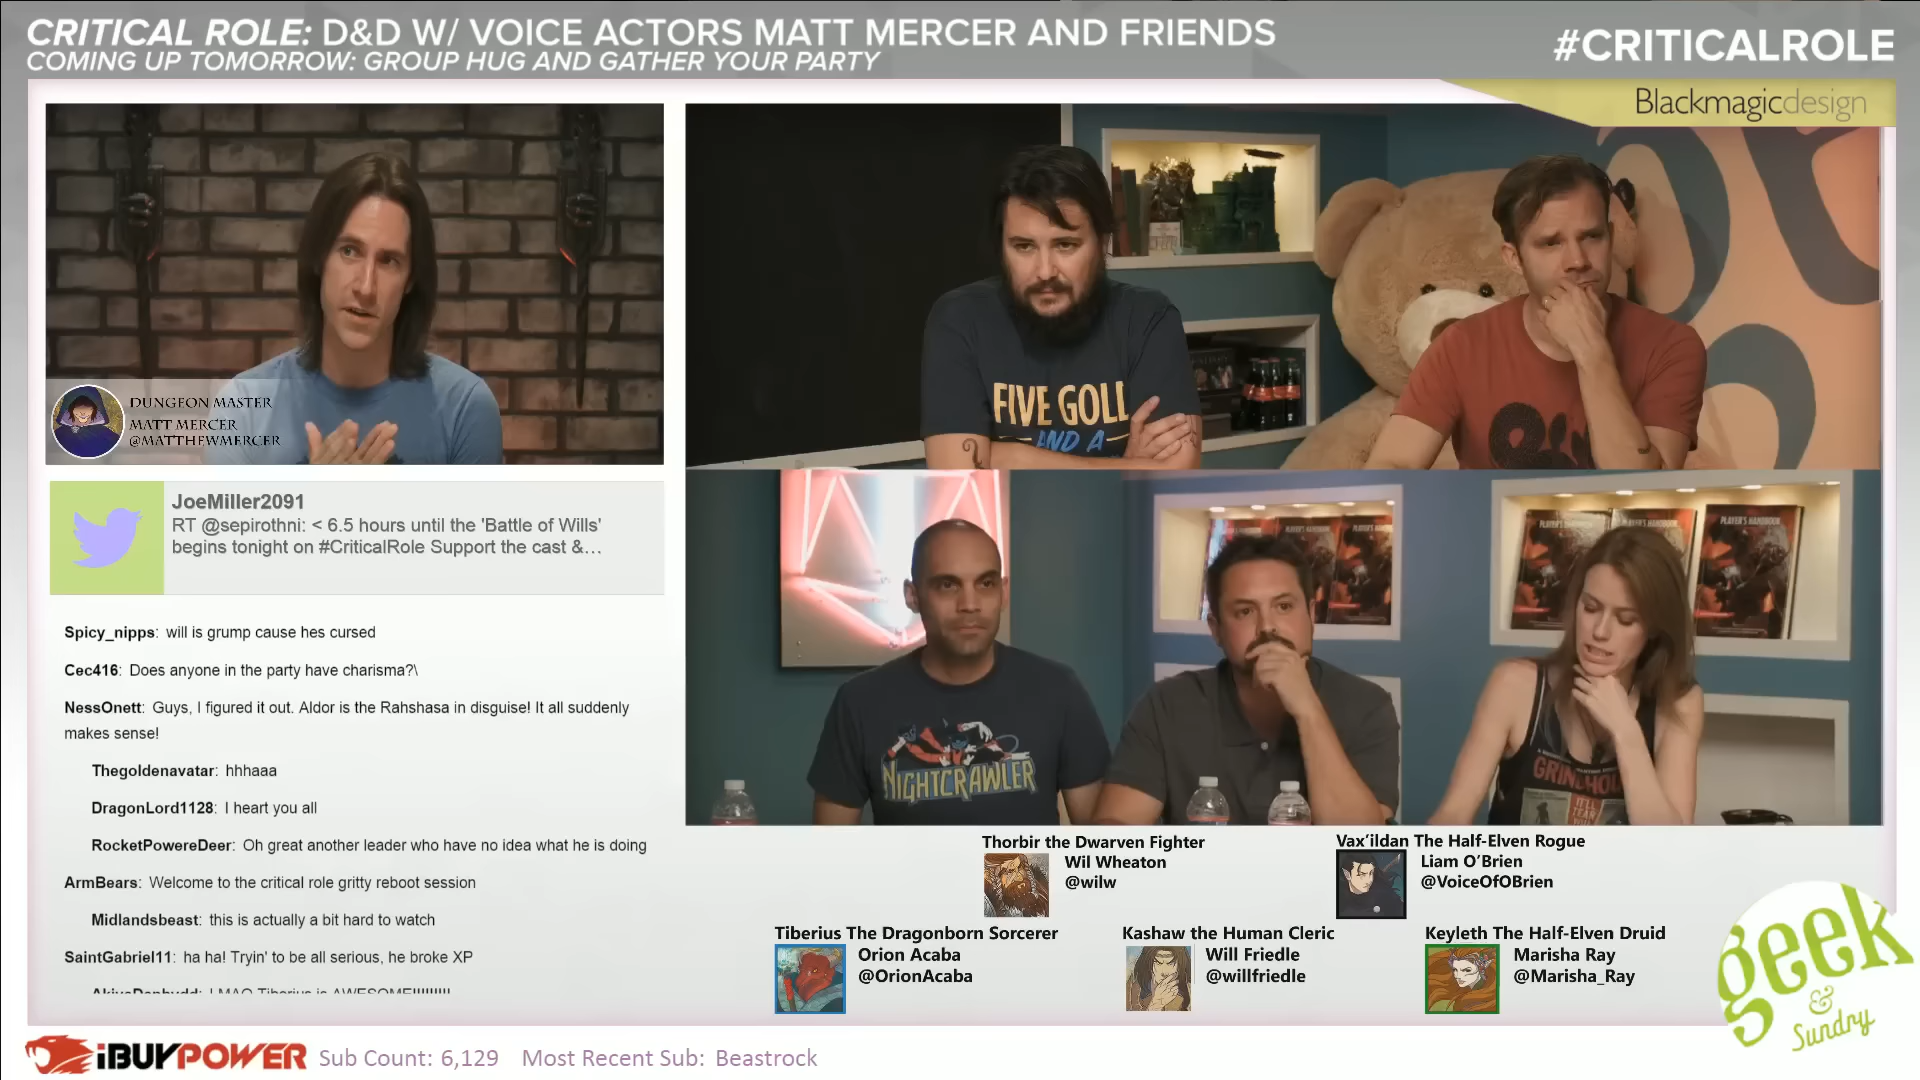 CRITICAL ROLE: D&D W/ VOICE ACTORS MATT MERCER AND FRIENDS
COMING UP TOMORROW: GROUP HUG AND GATHER YOUR PARTY
#CRITICALROLE
Blackmagicdesign
DUNGEON MASTER
MATT MERCER
@MATTHEWMERCER
FIVE GOLD
AND A
JoeMiller2091
RT @sepirothni: < 6.5 hours until the 'Battle of Wills'
begins tonight on #CriticalRole Support the cast &...
PLAYER'S HANDBOOK
PLAYER'S HANDBOOK
PLAYER'S HANDBOOK
NIGHTCRAWLER
GRINDHOU
Spicy_nipps: will is grump cause hes cursed
Cec416: Does anyone in the party have charisma?\
NessOnett: Guys, I figured it out. Aldor is the Rahshasa in disguise! It all suddenly
makes sense!
Thegoldenavatar: hhhaaa
DragonLord1128: I heart you all
RocketPowereDeer: Oh great another leader who have no idea what he is doing
ArmBears: Welcome to the critical role gritty reboot session
Midlandsbeast: this is actually a bit hard to watch
SaintGabriel11: ha ha! Tryin' to be all serious, he broke XP
Thorbir the Dwarven Fighter
Wil Wheaton
@wilw
Vax'ildan The Half-Elven Rogue
Liam O'Brien
@VoiceOfOBrien
Tiberius The Dragonborn Sorcerer
Orion Acaba
@OrionAcaba
Kashaw the Human Cleric
Will Friedle
@willfriedle
Keyleth The Half-Elven Druid
Marisha Ray
@Marisha_Ray
geek
&
Sundry
iBUYPOWER
Sub Count: 6,129 Most Recent Sub: Beastrock